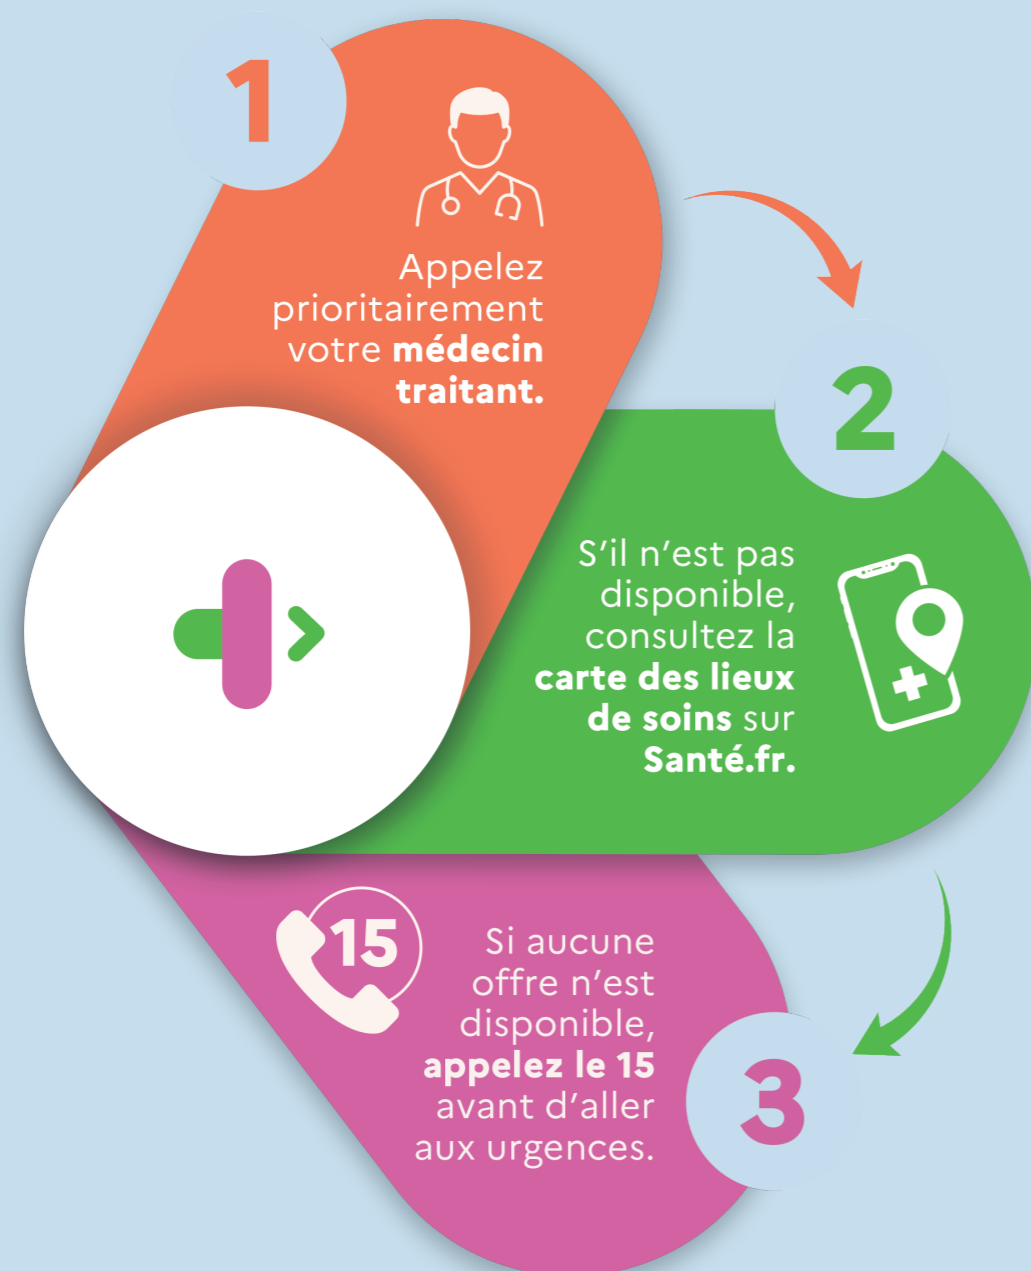 1
Appelez
prioritairement
votre médecin
traitant.
2
S’il n’est pas
disponible,
consultez la
carte des lieux
de soins sur
Santé.fr.
15
Si aucune
offre n’est
disponible,
appelez le 15
avant d’aller
aux urgences.
3